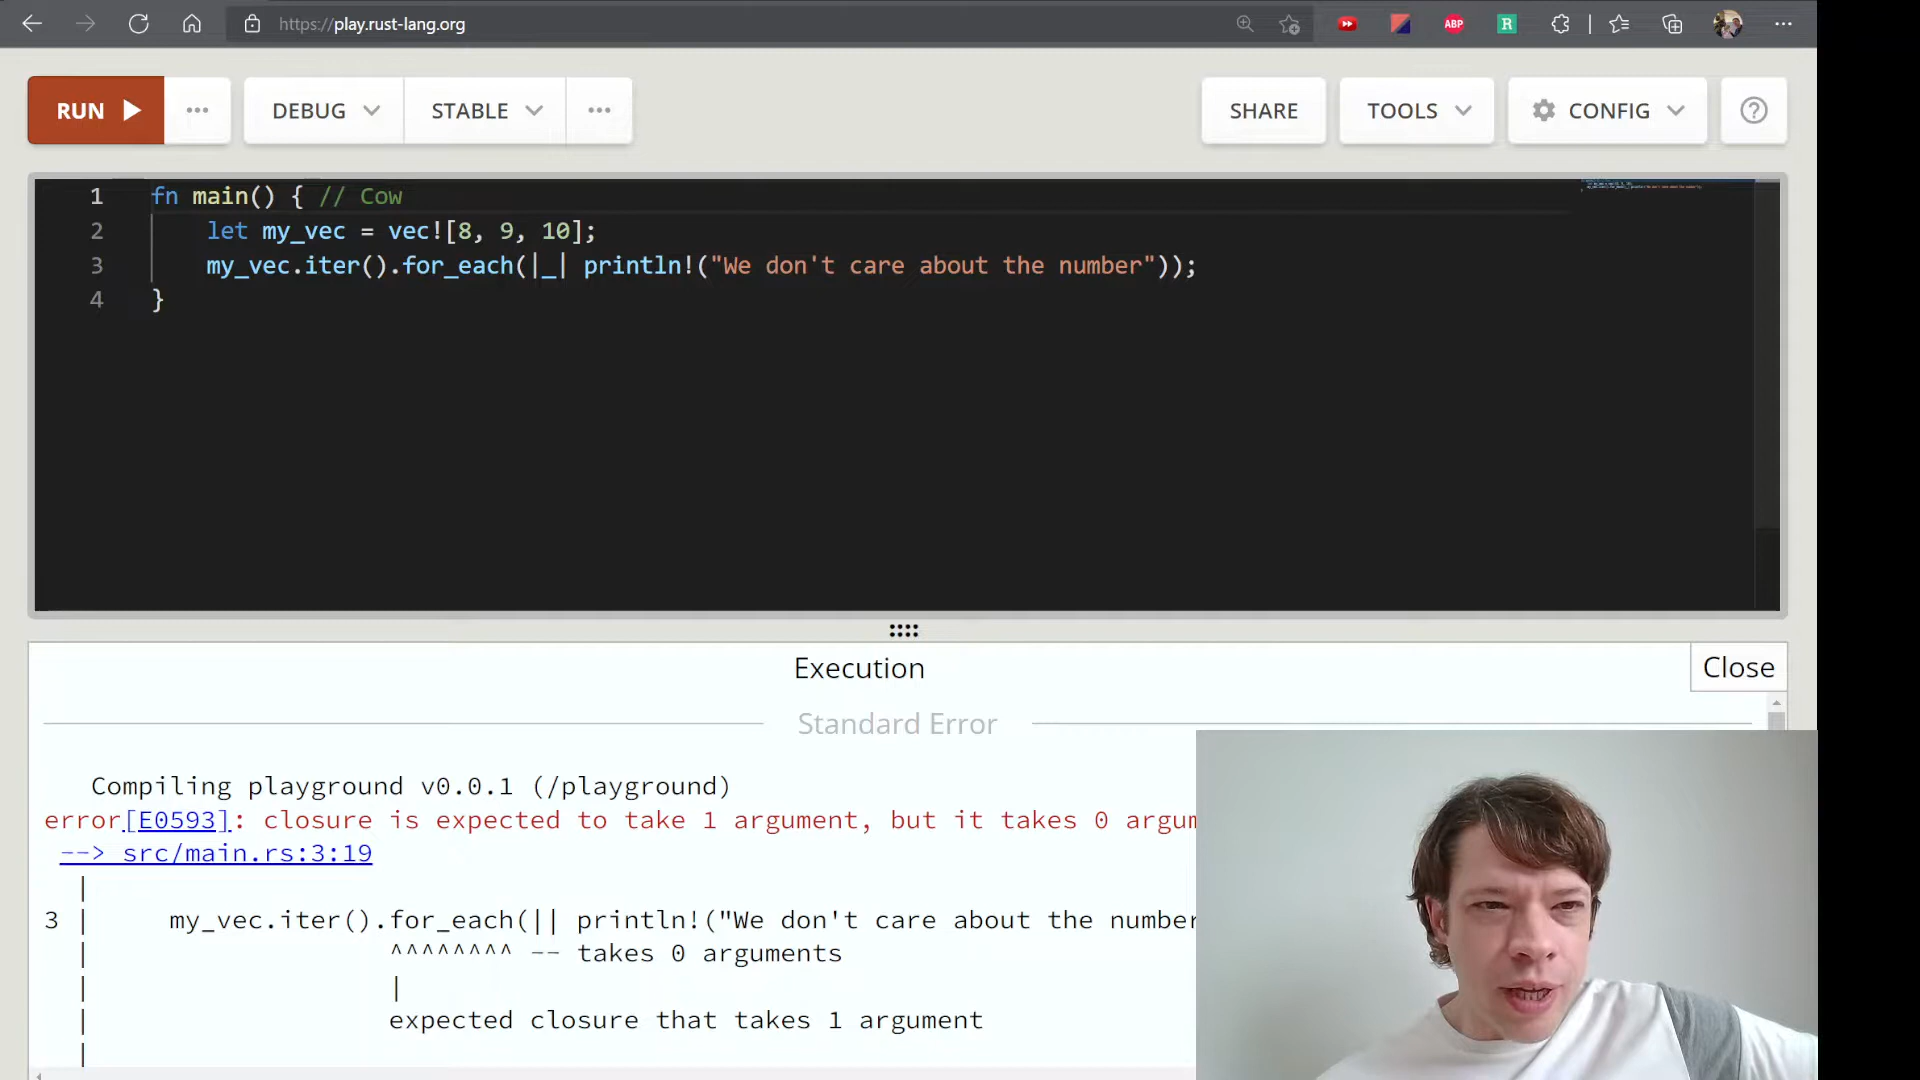 https://play.rust-lang.org
ABP
R
RUN
DEBUG
STABLE
SHARE
TOOLS
CONFIG
1 fn main() { // Cow
2 let my_vec = vec![8, 9, 10];
3 my_vec.iter().for_each(|_| println!("We don't care about the number"));
4 }
Execution
Close
Standard Error
Compiling playground v0.0.1 (/playground)
error[E0593]: closure is expected to take 1 argument, but it takes 0 argum
--> src/main.rs:3:19
|
3 | my_vec.iter().for_each(|| println!("We don't care about the number
| ^^^^^^^^ -- takes 0 arguments
| |
| expected closure that takes 1 argument
|